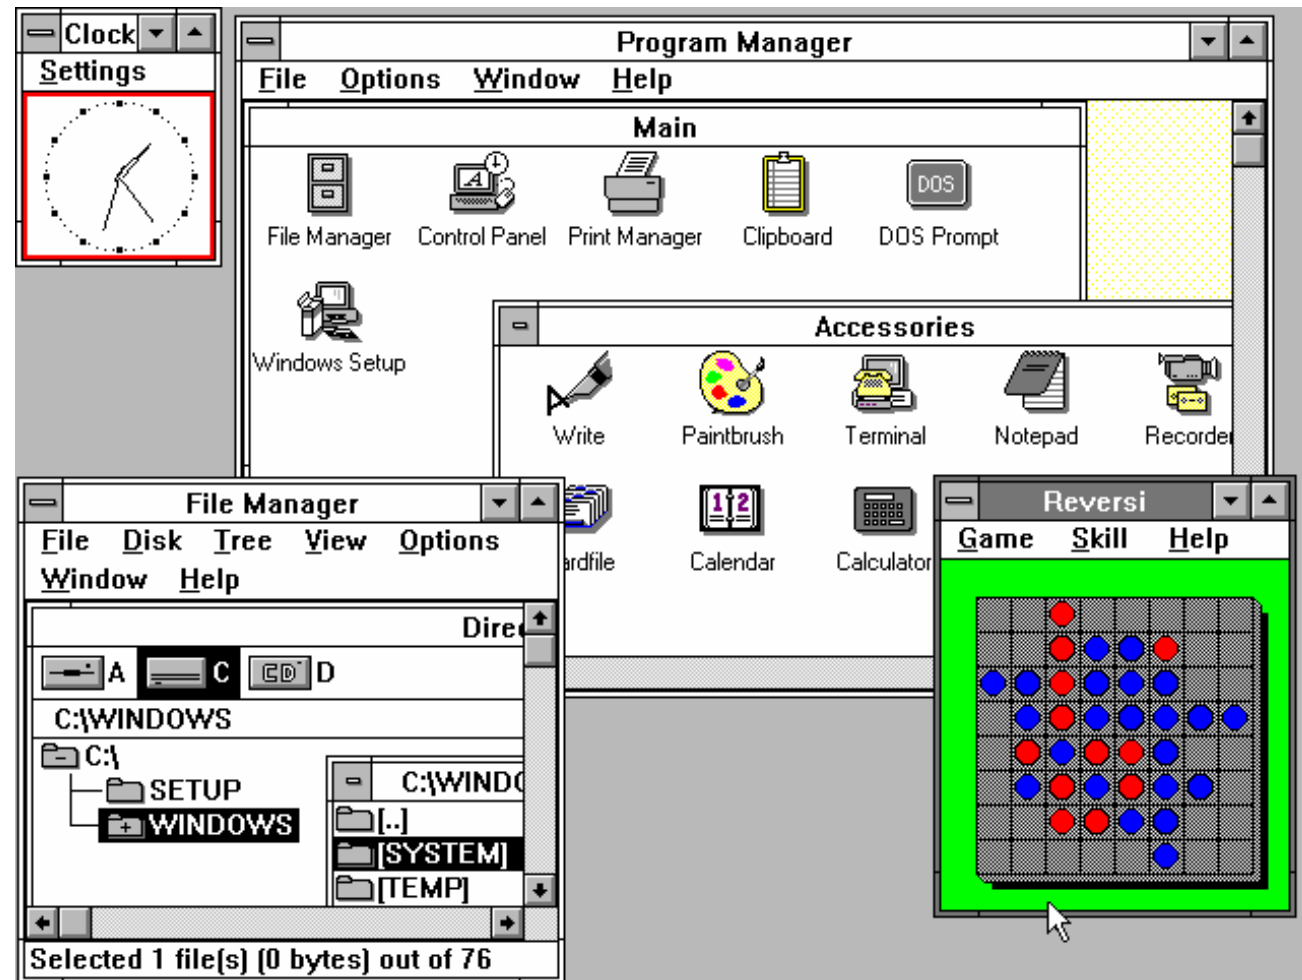 Clock
Settings
Program Manager
File Options Window Help
Main
File Manager Control Panel Print Manager Clipboard DOS Prompt
DOS
Windows Setup
Accessories
Write Paintbrush Terminal Notepad Recorder
ardfile Calendar Calculator
File Manager
File Disk Tree View Options
Window Help
Direc
A C CD D
C:\WINDOWS
C:\
SETUP
WINDOWS
C:\WINDO
[..]
[SYSTEM]
[TEMP]
Selected 1 file(s) (0 bytes) out of 76
Reversi
Game Skill Help